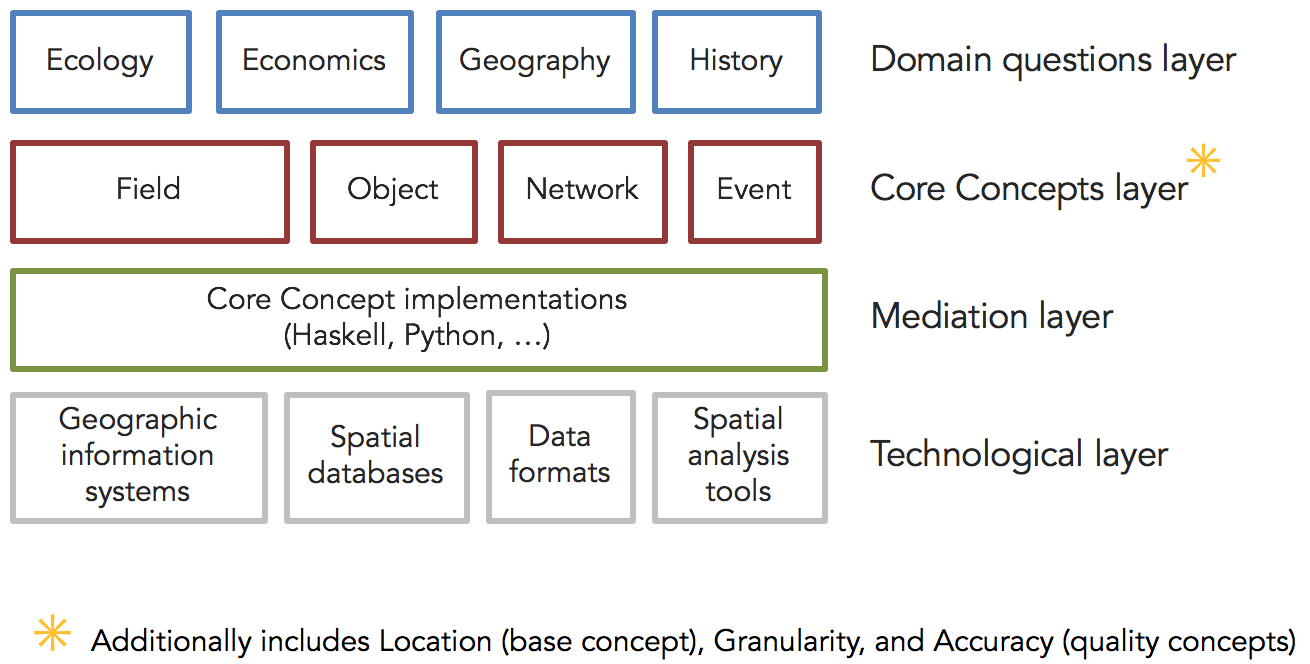 Ecology Economics Geography History Domain questions layer
Field Object Network Event Core Concepts layer
Core Concept implementations
(Haskell, Python, …)
Mediation layer
Geographic
information
systems
Spatial
databases
Data
formats
Spatial
analysis
tools
Technological layer
Additionally includes Location (base concept), Granularity, and Accuracy (quality concepts)